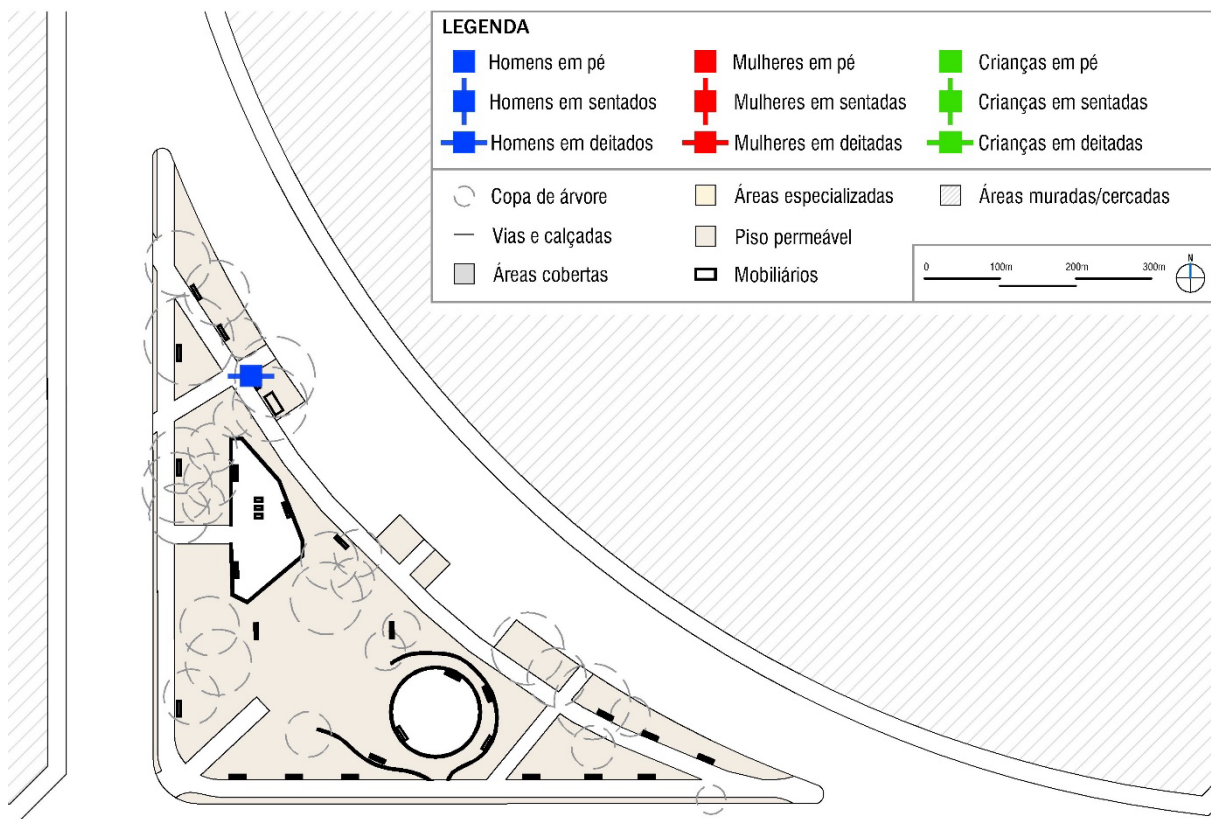 LEGENDA
Homens em pé
Mulheres em pé
Crianças em pé
Homens em sentados
Mulheres em sentadas
Crianças em sentadas
Homens em deitados
Mulheres em deitadas
Crianças em deitadas
Copa de árvore
Áreas especializadas
Áreas muradas/cercadas
Vias e calçadas
Piso permeável
Áreas cobertas
Mobiliários
0 100m 200m 300m
N